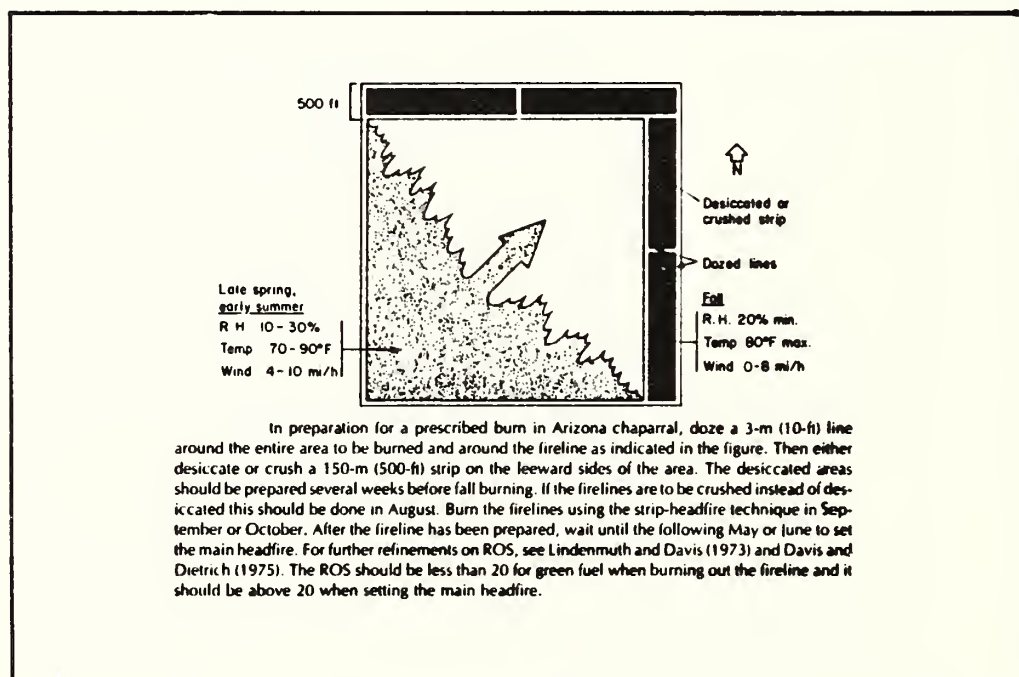 500 ft
N
Desiccated or
crushed strip
Dozed lines
Late spring,
early summer
R H 10-30%
Temp 70-90°F
Wind 4-10 mi/h
Fall
R.H. 20% min.
Temp 80°F max.
Wind 0-8 mi/h
In preparation for a prescribed burn in Arizona chaparral, doze a 3-m (10-ft) line
around the entire area to be burned and around the fireline as indicated in the figure. Then either
desiccate or crush a 150-m (500-ft) strip on the leeward sides of the area. The desiccated areas
should be prepared several weeks before fall burning. If the firelines are to be crushed instead of des-
iccated this should be done in August. Burn the firelines using the strip-headfire technique in Sep-
tember or October. After the fireline has been prepared, wait until the following May or June to set
the main headfire. For further refinements on ROS, see Lindenmuth and Davis (1973) and Davis and
Dietrich (1975). The ROS should be less than 20 for green fuel when burning out the fireline and it
should be above 20 when setting the main headfire.